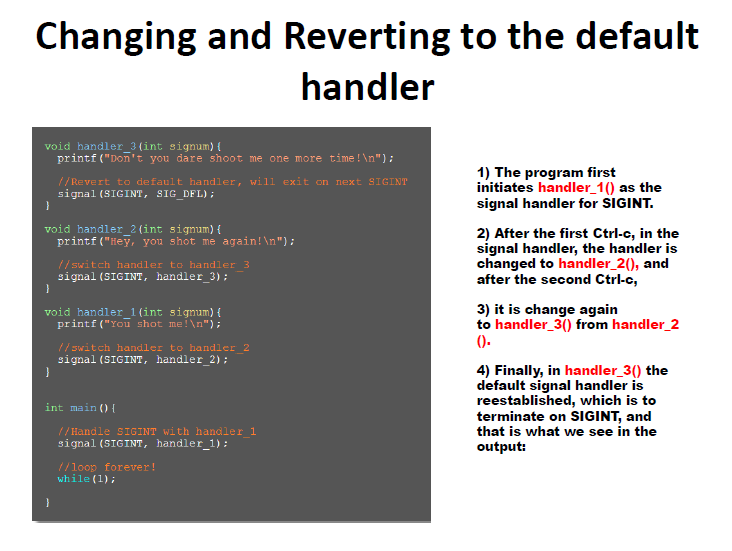 Changing and Reverting to the default
handler
void handler_3(int signum){
printf("Don't you dare shoot me one more time!\n");
//Revert to default handler, will exit on next SIGINT
signal(SIGINT, SIG_DFL);
}
void handler_2(int signum){
printf("Hey, you shot me again!\n");
//switch handler to handler_3
signal(SIGINT, handler_3);
}
void handler_1(int signum){
printf("You shot me!\n");
//switch handler to handler_2
signal(SIGINT, handler_2);
}
int main(){
//Handle SIGINT with handler_1
signal(SIGINT, handler_1);
//loop forever!
while(1);
}
1) The program first
initiates handler_1() as the
signal handler for SIGINT.
2) After the first Ctrl-c, in the
signal handler, the handler is
changed to handler_2(), and
after the second Ctrl-c,
3) it is change again
to handler_3() from handler_2
().
4) Finally, in handler_3() the
default signal handler is
reestablished, which is to
terminate on SIGINT, and
that is what we see in the
output: